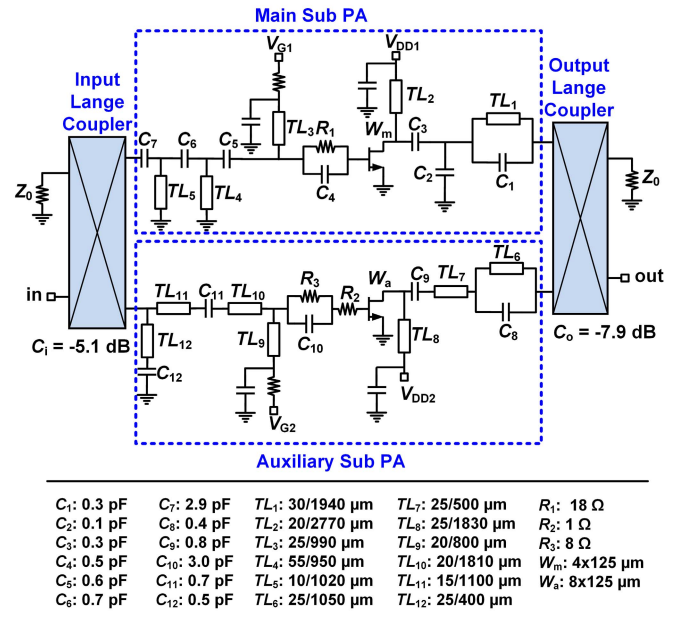 Main Sub PA
V_G1
V_DD1
Input
Lange
Coupler
Output
Lange
Coupler
TL_2
TL_1
TL_3
R_1
W_m
C_3
C_7
C_6
C_5
C_4
C_2
C_1
Z_0
TL_5
TL_4
Z_0
TL_6
R_3
W_a
C_9
TL_7
TL_11
C_11
TL_10
R_2
in
out
TL_12
TL_9
C_10
TL_8
C_8
C_i = -5.1 dB
C_o = -7.9 dB
C_12
V_G2
V_DD2
Auxiliary Sub PA
C_1: 0.3 pF C_7: 2.9 pF TL_1: 30/1940 µm TL_7: 25/500 µm R_1: 18 Ω
C_2: 0.1 pF C_8: 0.4 pF TL_2: 20/2770 µm TL_8: 25/1830 µm R_2: 1 Ω
C_3: 0.3 pF C_9: 0.8 pF TL_3: 25/990 µm TL_9: 20/800 µm R_3: 8 Ω
C_4: 0.5 pF C_10: 3.0 pF TL_4: 55/950 µm TL_10: 20/1810 µm W_m: 4x125 µm
C_5: 0.6 pF C_11: 0.7 pF TL_5: 10/1020 µm TL_11: 15/1100 µm W_a: 8x125 µm
C_6: 0.7 pF C_12: 0.5 pF TL_6: 25/1050 µm TL_12: 25/400 µm